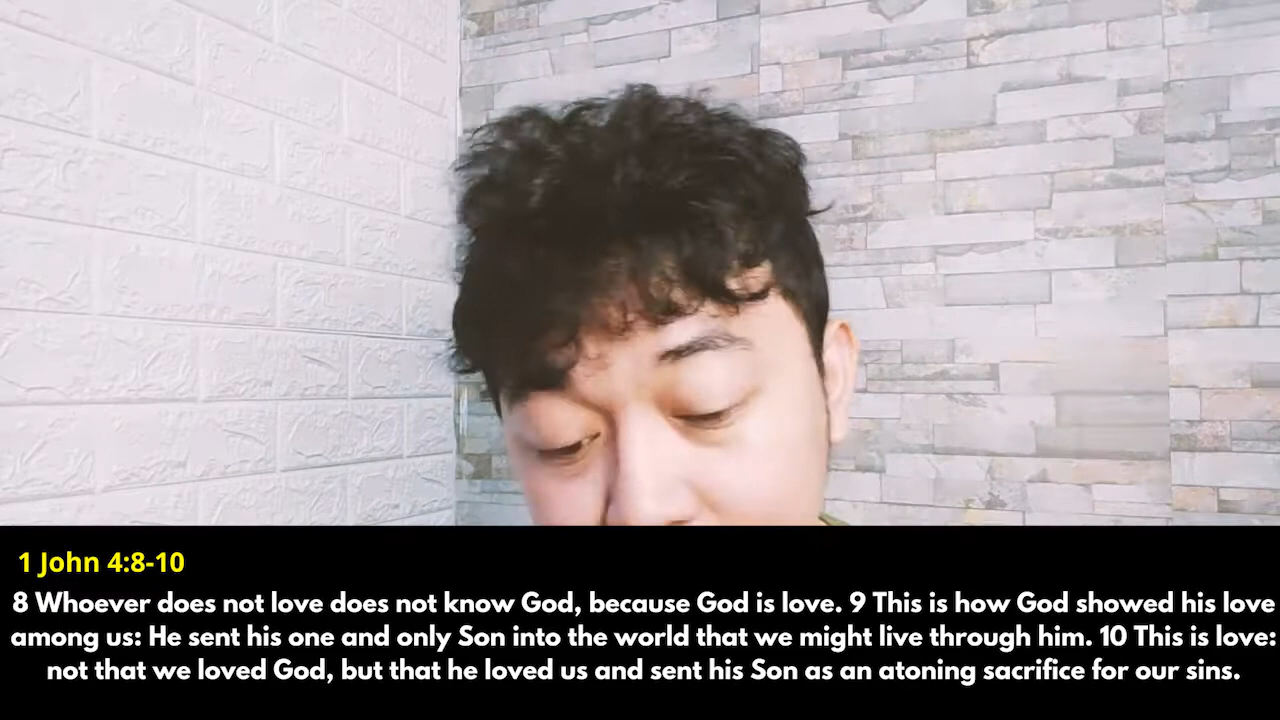 1 John 4:8-10
8 Whoever does not love does not know God, because God is love. 9 This is how God showed his love
among us: He sent his one and only Son into the world that we might live through him. 10 This is love:
not that we loved God, but that he loved us and sent his Son as an atoning sacrifice for our sins.